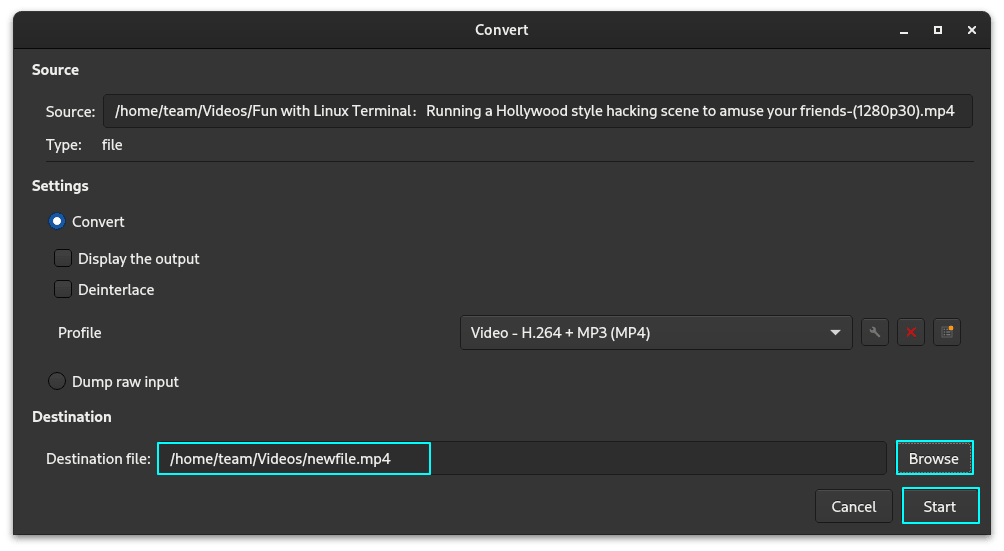 Convert
Source
Source: /home/team/Videos/Fun with Linux Terminal： Running a Hollywood style hacking scene to amuse your friends-(1280p30).mp4
Type: file
Settings
Convert
Display the output
Deinterlace
Profile Video - H.264 + MP3 (MP4)
Dump raw input
Destination
Destination file: /home/team/Videos/newfile.mp4 Browse
Cancel Start